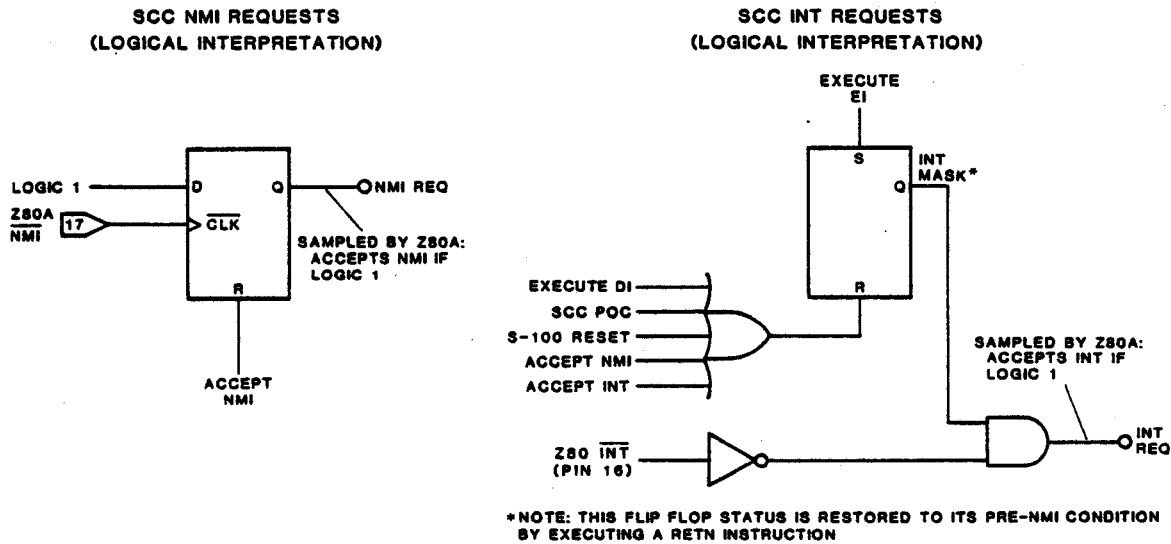 SCC NMI REQUESTS
(LOGICAL INTERPRETATION)
LOGIC 1
D
Q
NMI REQ
Z80A
NMI
17
CLK
SAMPLED BY Z80A:
ACCEPTS NMI IF
LOGIC 1
R
ACCEPT
NMI
SCC INT REQUESTS
(LOGICAL INTERPRETATION)
EXECUTE
EI
S
INT
MASK*
Q
EXECUTE DI
SCC POC
S-100 RESET
ACCEPT NMI
ACCEPT INT
R
SAMPLED BY Z80A:
ACCEPTS INT IF
LOGIC 1
Z80 INT
(PIN 16)
INT
REQ
*NOTE: THIS FLIP FLOP STATUS IS RESTORED TO ITS PRE-NMI CONDITION
BY EXECUTING A RETN INSTRUCTION